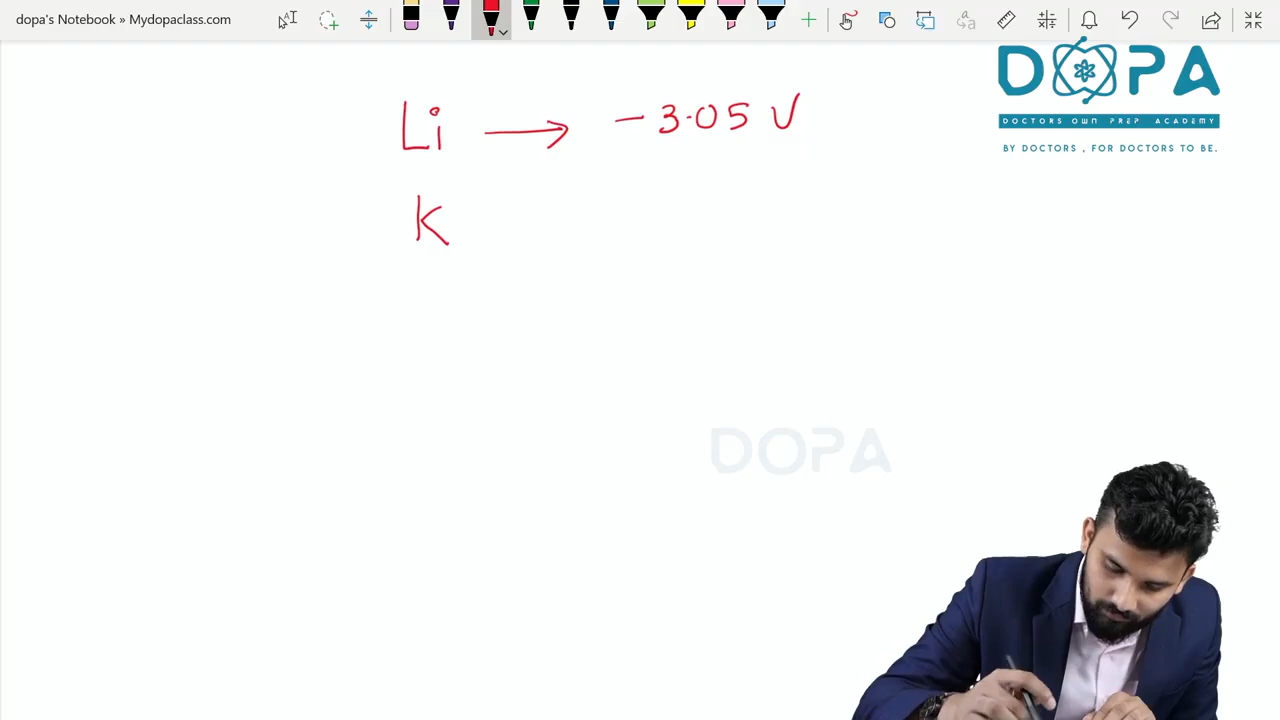 dopa's Notebook » Mydopaclass.com
DOPA
DOCTORS OWN PREP ACADEMY
BY DOCTORS , FOR DOCTORS TO BE.
Li → - 3.05 V
K
DOPA